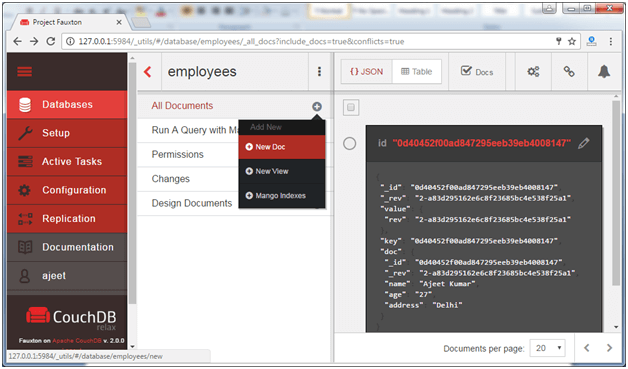 Project Fauxton
127.0.0.1:5984/_utils/#/database/employees/_all_docs?include_docs=true&conflicts=true
employees
{ } JSON
Table
Docs
Databases
Setup
Active Tasks
Configuration
Replication
Documentation
ajeet
CouchDB
relax
Fauxton on Apache CouchDB v. 2.0.0
127.0.0.1:5984/_utils/#/database/employees/new
All Documents
Run A Query with Ma
Permissions
Changes
Design Documents
Add New
New Doc
New View
Mango Indexes
id "0d40452f00ad847295eeb39eb4008147"
{
"_id" "0d40452f00ad847295eeb39eb4008147"
"_rev" "2-a83d295162e6c8f23685bc4e538f25a1"
"value"
"rev" "2-a83d295162e6c8f23685bc4e538f25a1"
"key" "0d40452f00ad847295eeb39eb4008147"
"doc" {
"_id" "0d40452f00ad847295eeb39eb4008147"
"_rev" "2-a83d295162e6c8f23685bc4e538f25a1"
"name" "Ajeet Kumar"
"age" "27"
"address" "Delhi"
}
Documents per page: 20